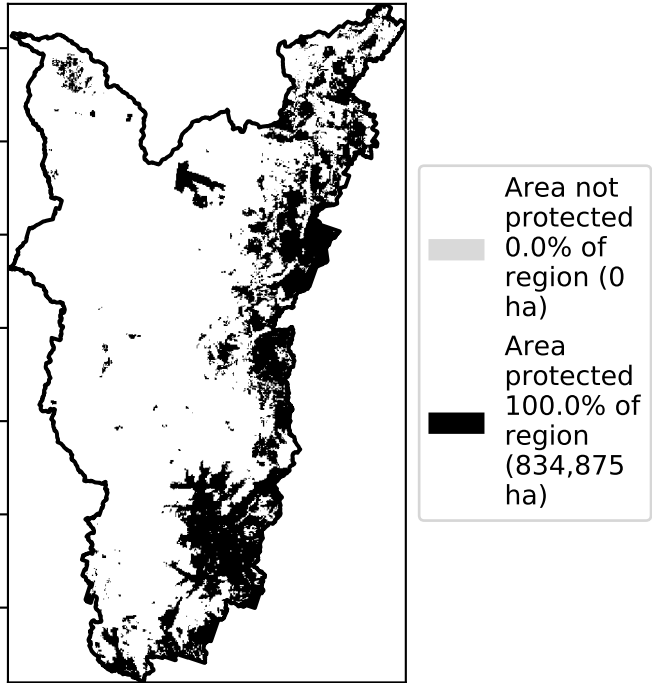 Area not
protected
0.0% of
region (0
ha)
Area
protected
100.0% of
region
(834,875
ha)